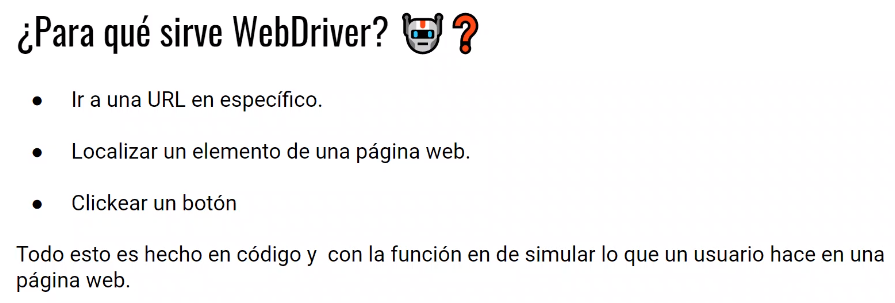 ¿Para qué sirve WebDriver? 🤖❓
● Ir a una URL en específico.
● Localizar un elemento de una página web.
● Clickear un botón
Todo esto es hecho en código y  con la función en de simular lo que un usuario hace en una
página web.